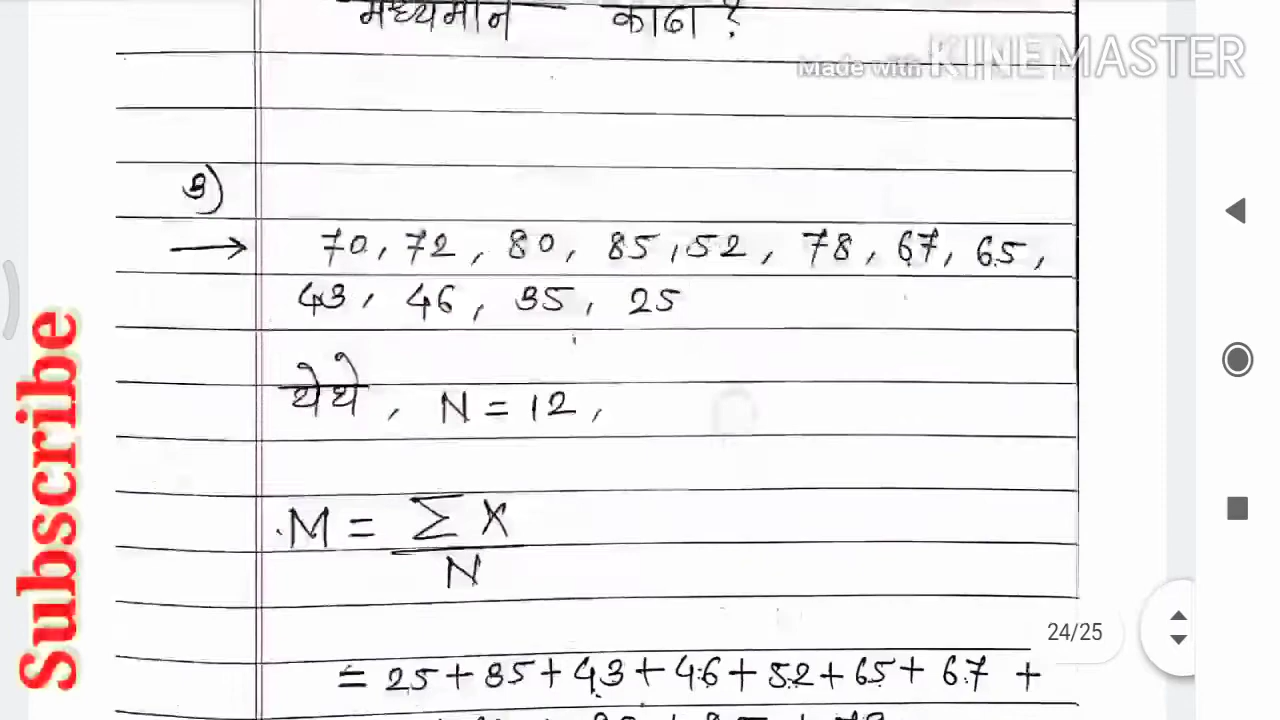 मध्यमान काढा?
Made with KINEMASTER
3)
→ 70, 72, 80, 85, 52, 78, 67, 65,
43, 46, 35, 25
येथे, N = 12,
M = ΣX
N
24/25
= 25 + 35 + 43 + 46 + 52 + 65 + 67 +
Subscribe